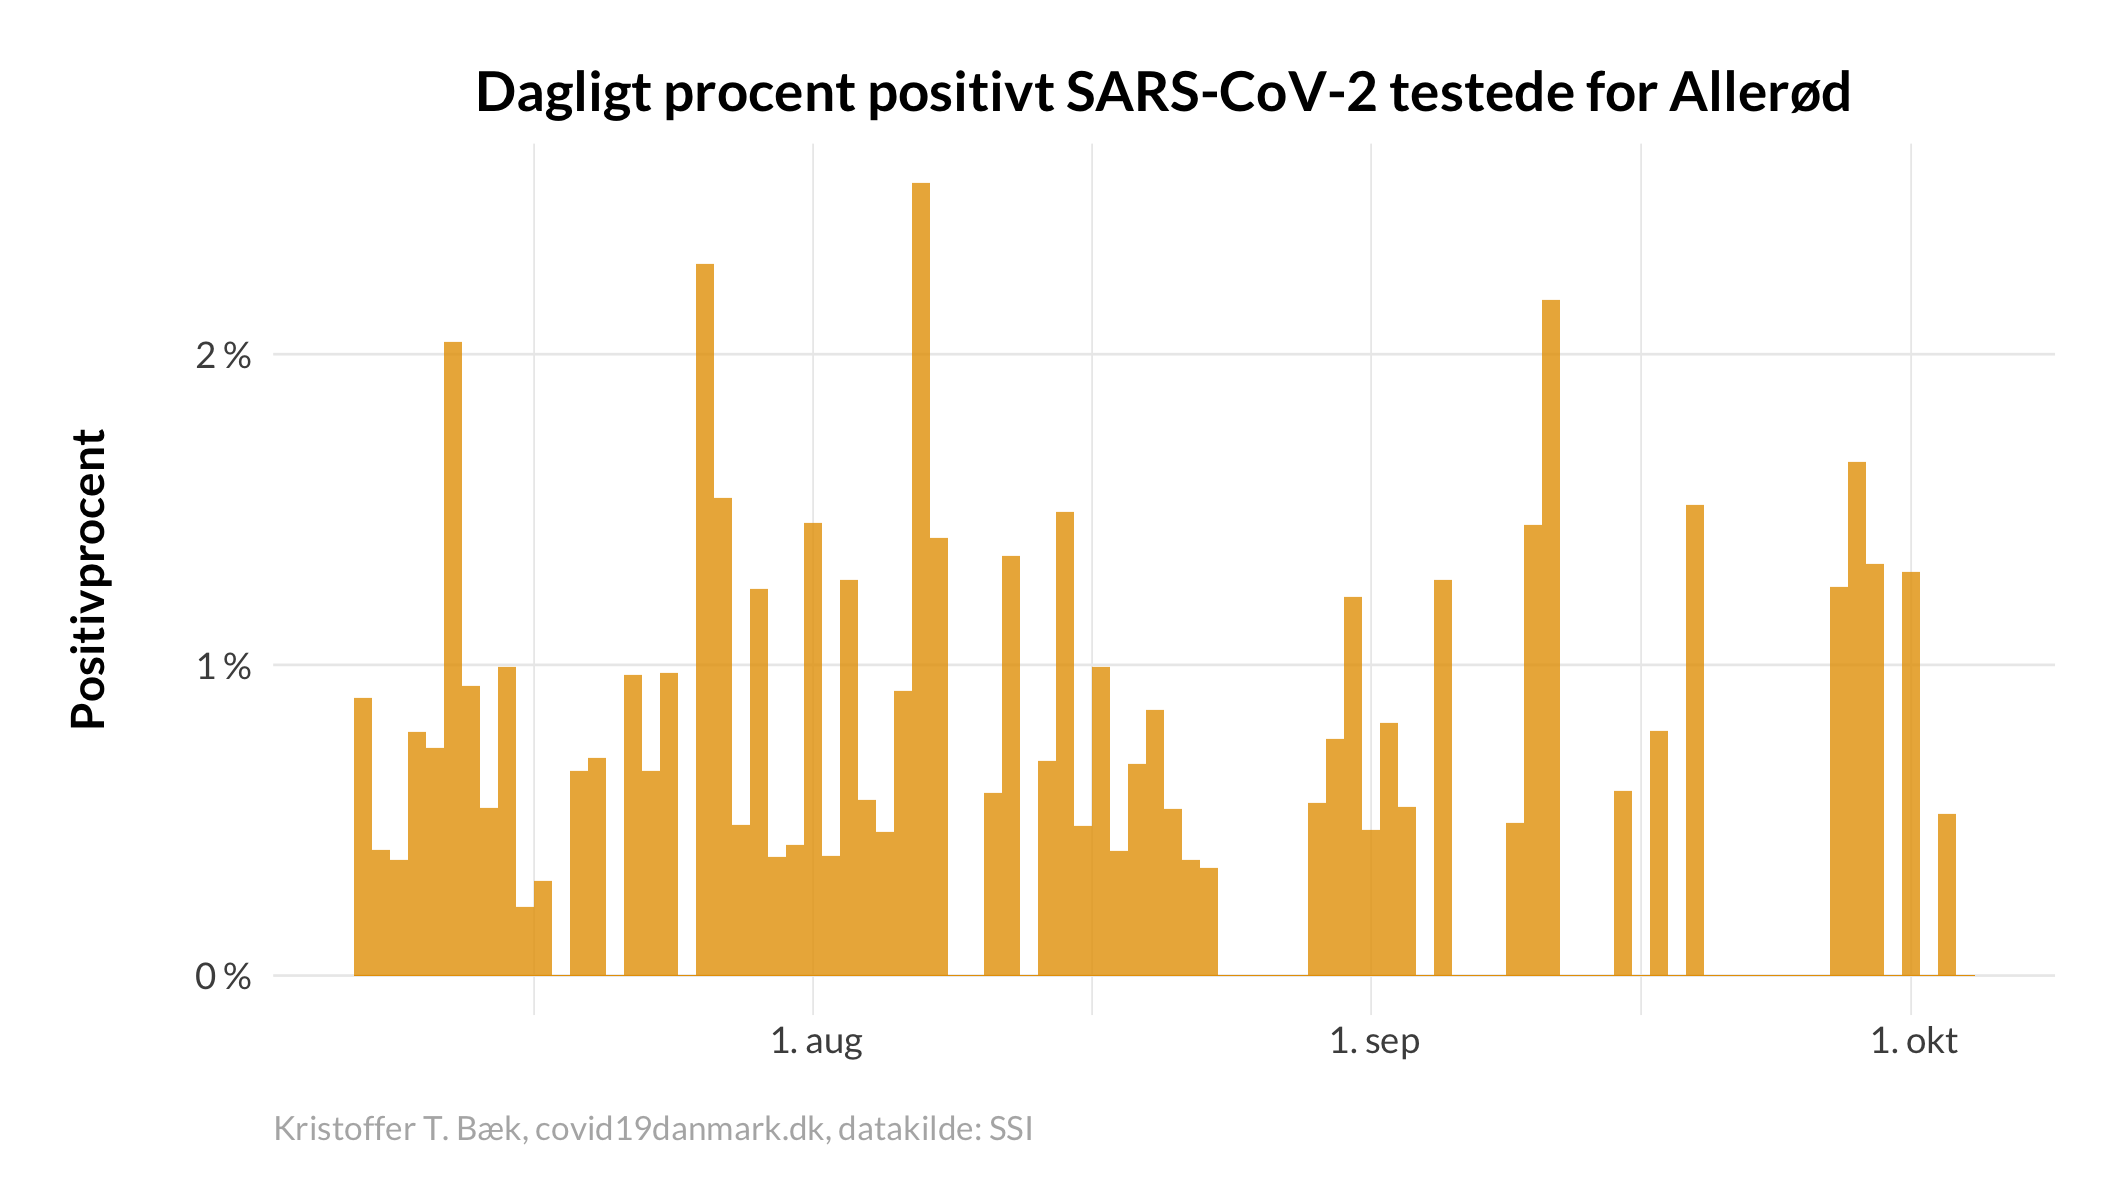 Dagligt procent positivt SARS-CoV-2 testede for Allerød
Positivprocent
2 %
1 %
0 %
1. aug
1. sep
1. okt
Kristoffer T. Bæk, covid19danmark.dk, datakilde: SSI